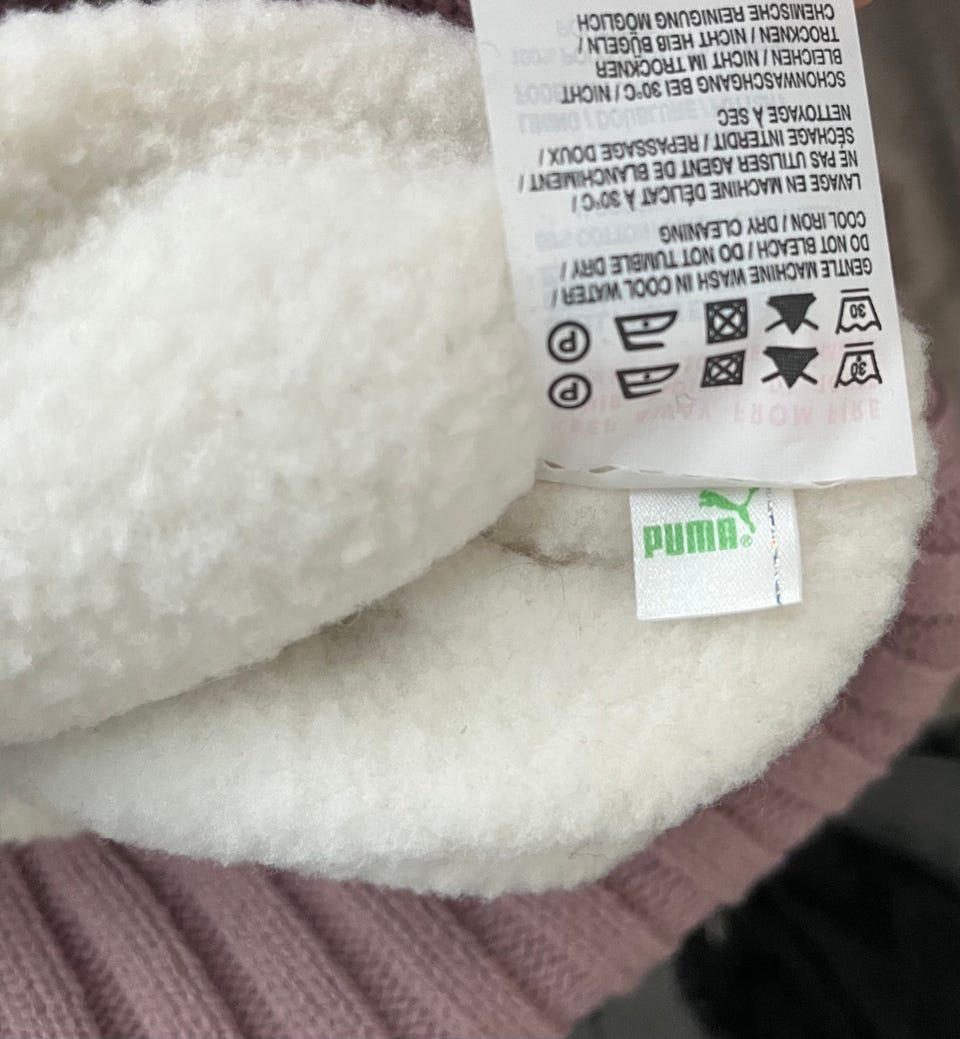 PUMA®
30 P
30 P
GENTLE MACHINE WASH IN COOL WATER /
DO NOT BLEACH / DO NOT TUMBLE DRY /
COOL IRON / DRY CLEANING
LAVAGE EN MACHINE DÉLICAT À 30°C /
NE PAS UTILISER AGENT DE BLANCHIMENT /
SÉCHAGE INTERDIT / REPASSAGE DOUX /
NETTOYAGE À SEC
SCHONWASCHGANG BEI 30°C / NICHT
BLEICHEN / NICHT IM TROCKNER
TROCKNEN / NICHT HEIß BÜGELN /
CHEMISCHE REINIGUNG MÖGLICH